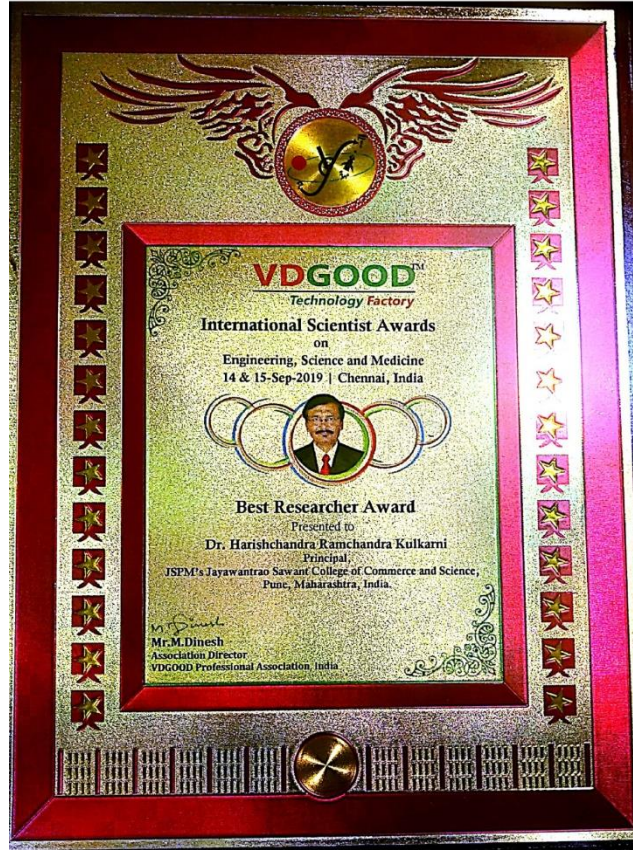 VDGOOD™
Technology Factory
International Scientist Awards
on
Engineering, Science and Medicine
14 & 15-Sep-2019 | Chennai, India
Best Researcher Award
Presented to
Dr. Harishchandra Ramchandra Kulkarni
Principal,
JSPM's Jayawantrao Sawant College of Commerce and Science,
Pune, Maharashtra, India.
M. Dinesh
Mr.M.Dinesh
Association Director
VDGOOD Professional Association, India